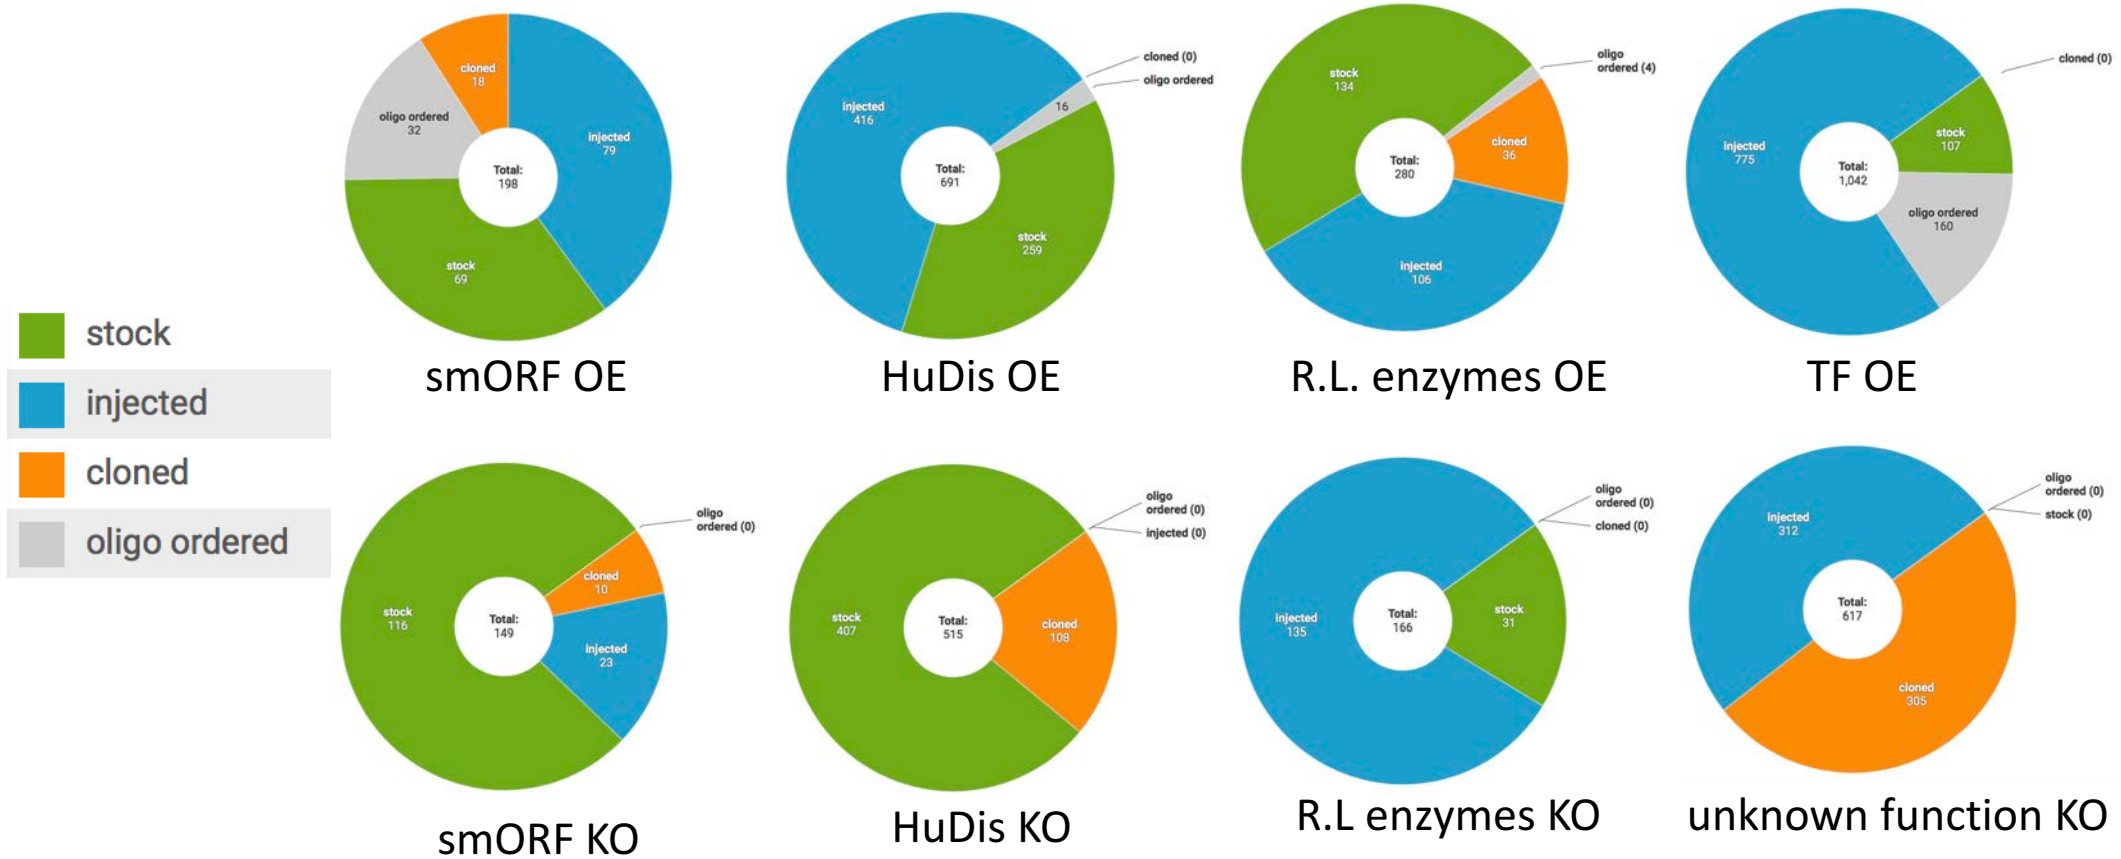 stock
injected
cloned
oligo ordered
cloned
18
oligo ordered
32
injected
79
Total:
198
stock
69
smORF OE
cloned (0)
oligo ordered
16
injected
416
Total:
691
stock
259
HuDis OE
oligo
ordered (4)
stock
134
cloned
36
Total:
280
injected
106
R.L. enzymes OE
cloned (0)
stock
107
injected
775
Total:
1,042
oligo ordered
160
TF OE
oligo
ordered (0)
cloned
10
stock
116
Total:
149
injected
23
smORF KO
oligo
ordered (0)
injected (0)
stock
407
Total:
515
cloned
108
HuDis KO
oligo
ordered (0)
cloned (0)
injected
135
Total:
166
stock
31
R.L enzymes KO
oligo
ordered (0)
stock (0)
injected
312
Total:
617
cloned
305
unknown function KO